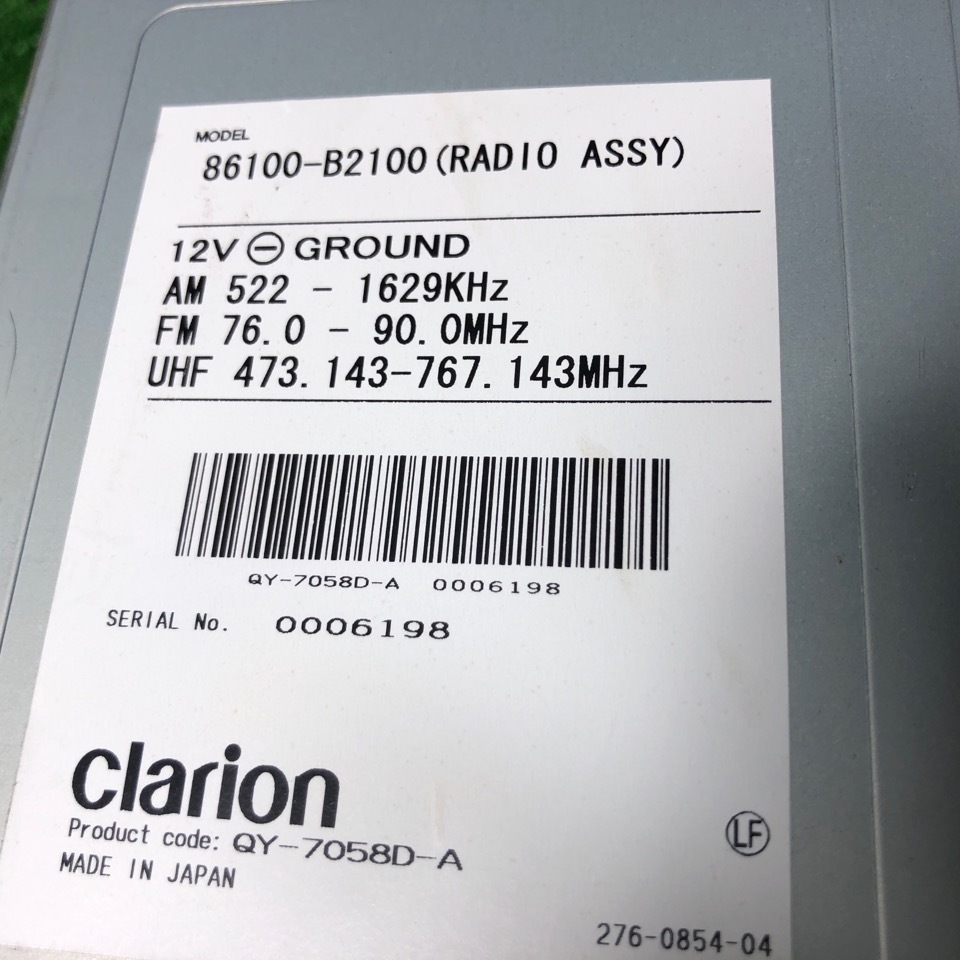 MODEL
86100-B2100(RADIO ASSY)
12V⊖GROUND
AM 522 - 1629KHz
FM 76.0 - 90.0MHz
UHF 473.143-767.143MHz
QY-7058D-A 0006198
SERIAL No. 0006198
clarion
Product code: QY-7058D-A
MADE IN JAPAN
LF
276-0854-04